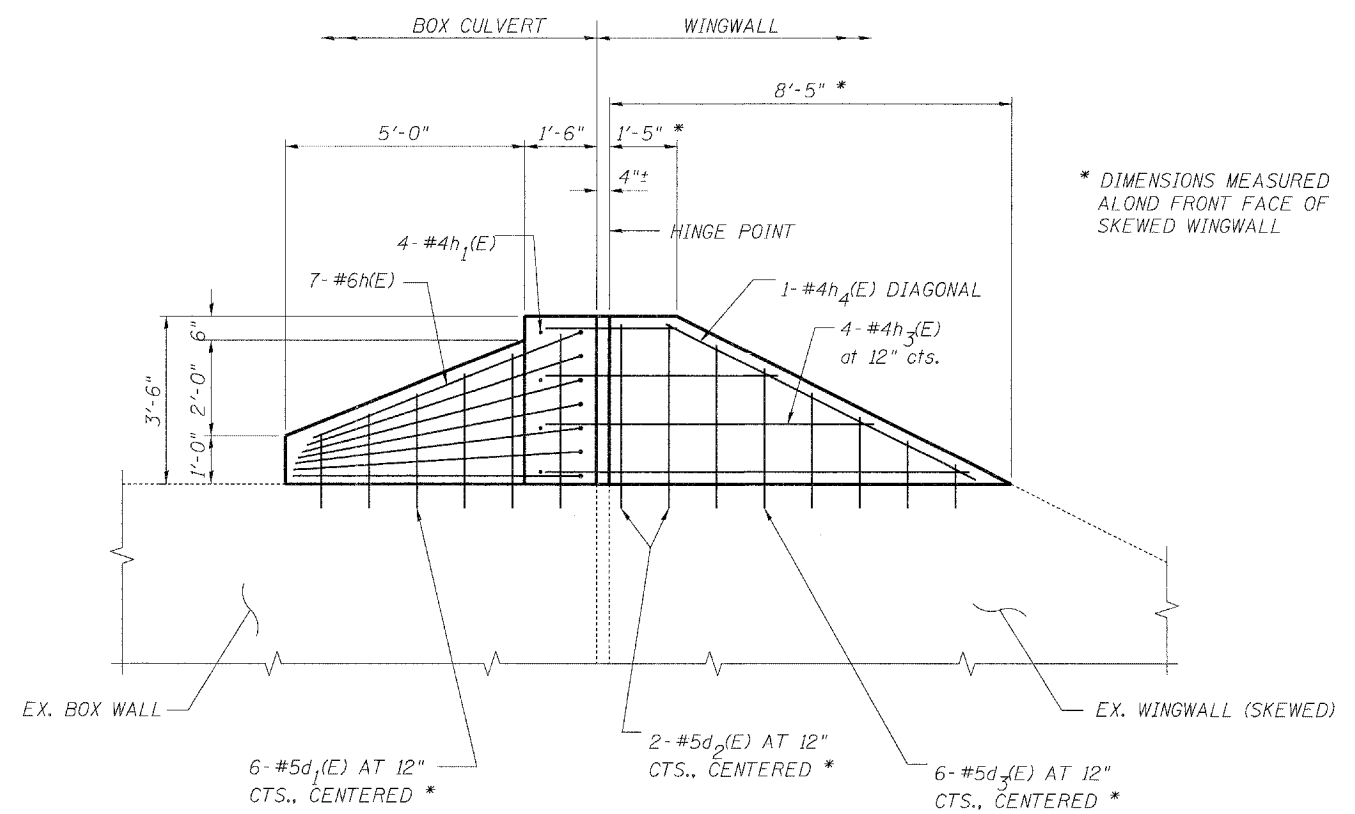 BOX CULVERT
WINGWALL
8'-5" *
5'-0"
1'-6"
1'-5" *
4"±
* DIMENSIONS MEASURED
ALOND FRONT FACE OF
SKEWED WINGWALL
HINGE POINT
4-#4h1(E)
7-#6h(E)
1-#4h4(E) DIAGONAL
4-#4h3(E)
at 12" cts.
6"
3'-6"
2'-0"
1'-0"
EX. BOX WALL
EX. WINGWALL (SKEWED)
6-#5d1(E) AT 12"
CTS., CENTERED *
2-#5d2(E) AT 12"
CTS., CENTERED *
6-#5d3(E) AT 12"
CTS., CENTERED *